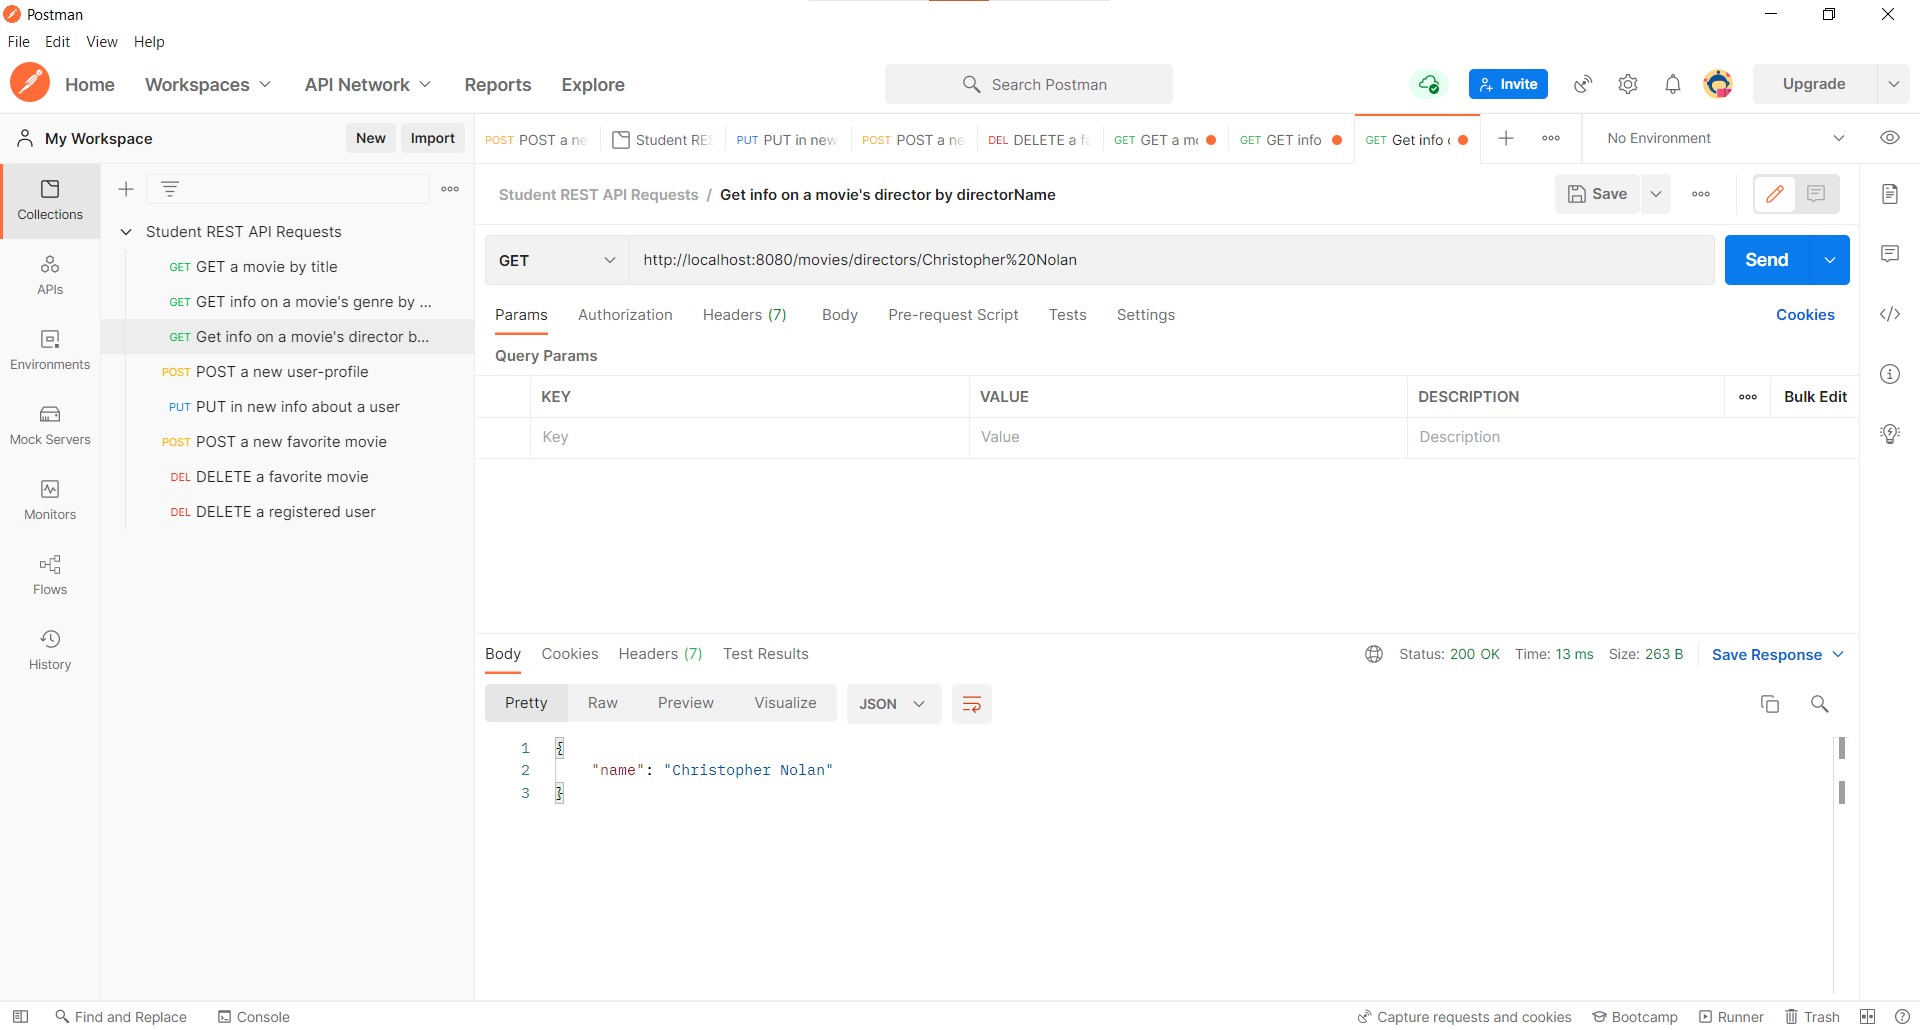 Postman
File Edit View Help
Home Workspaces API Network Reports Explore Search Postman Invite Upgrade
My Workspace New Import
POST POST a ne Student RES PUT PUT in new POST POST a ne DEL DELETE a fa GET GET a mo GET GET info GET Get info o No Environment
Collections
APIs
Environments
Mock Servers
Monitors
Flows
History
Student REST API Requests
GET GET a movie by title
GET GET info on a movie's genre by ...
GET Get info on a movie's director b...
POST POST a new user-profile
PUT PUT in new info about a user
POST POST a new favorite movie
DEL DELETE a favorite movie
DEL DELETE a registered user
Student REST API Requests / Get info on a movie's director by directorName Save
GET http://localhost:8080/movies/directors/Christopher%20Nolan Send
Params Authorization Headers (7) Body Pre-request Script Tests Settings Cookies
Query Params
KEY VALUE DESCRIPTION Bulk Edit
Key Value Description
Body Cookies Headers (7) Test Results Status: 200 OK Time: 13 ms Size: 263 B Save Response
Pretty Raw Preview Visualize JSON
1 {
2 "name": "Christopher Nolan"
3 }
Find and Replace Console Capture requests and cookies Bootcamp Runner Trash